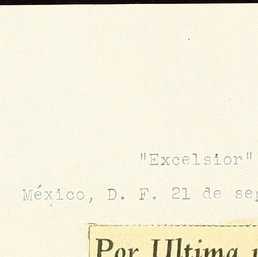 "Excelsior"
México, D. F. 21 de sep
Por Ultima